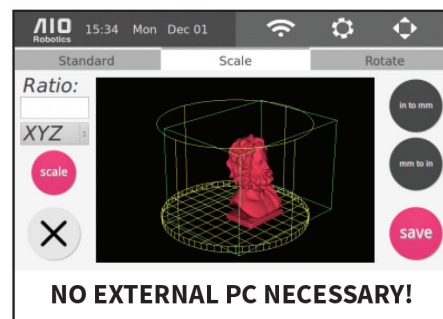 AIO
Robotics
15:34 Mon Dec 01
Standard
Scale
Rotate
Ratio:
XYZ
scale
in to mm
mm to in
save
NO EXTERNAL PC NECESSARY!